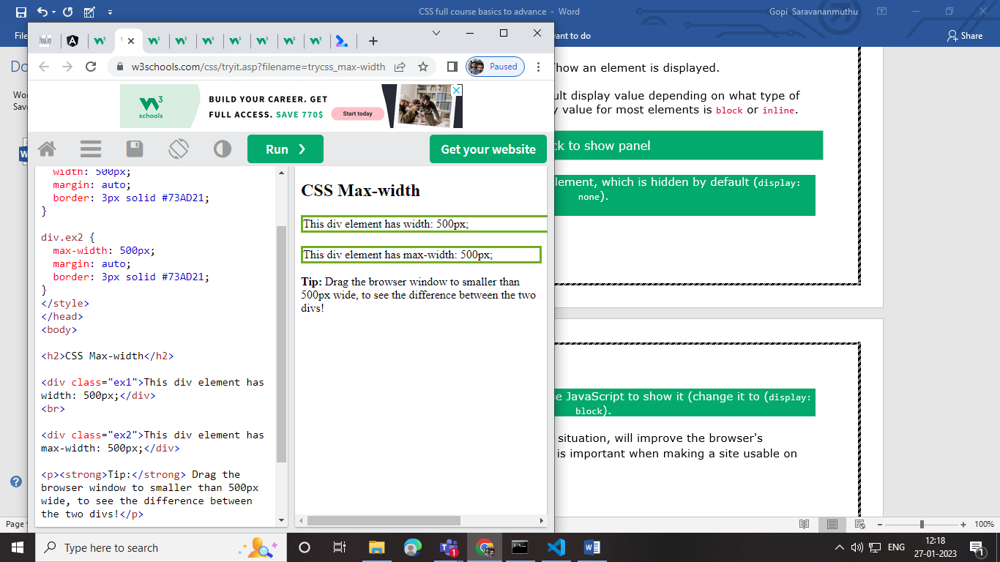 CSS full course basics to advance - Word
Gopi Saravananmuthu
File
want to do
Share
w3schools.com/css/tryit.asp?filename=trycss_max-width
Paused
schools
BUILD YOUR CAREER. GET
FULL ACCESS. SAVE 770$
Start today
Run ❯
Get your website
width: 500px;
margin: auto;
border: 3px solid #73AD21;
}
div.ex2 {
max-width: 500px;
margin: auto;
border: 3px solid #73AD21;
}
</style>
</head>
<body>
<h2>CSS Max-width</h2>
<div class="ex1">This div element has
width: 500px;</div>
<br>
<div class="ex2">This div element has
max-width: 500px;</div>
<p><strong>Tip:</strong> Drag the
browser window to smaller than 500px
wide, to see the difference between
the two divs!</p>
CSS Max-width
This div element has width: 500px;
This div element has max-width: 500px;
Tip: Drag the browser window to smaller than
500px wide, to see the difference between the two
divs!
how an element is displayed.
display value depending on what type of
value for most elements is block or inline.
to show panel
element, which is hidden by default (display:
none).
JavaScript to show it (change it to (display:
block).
situation, will improve the browser's
is important when making a site usable on
Page
100%
Type here to search
1
ENG
12:18
27-01-2023
1